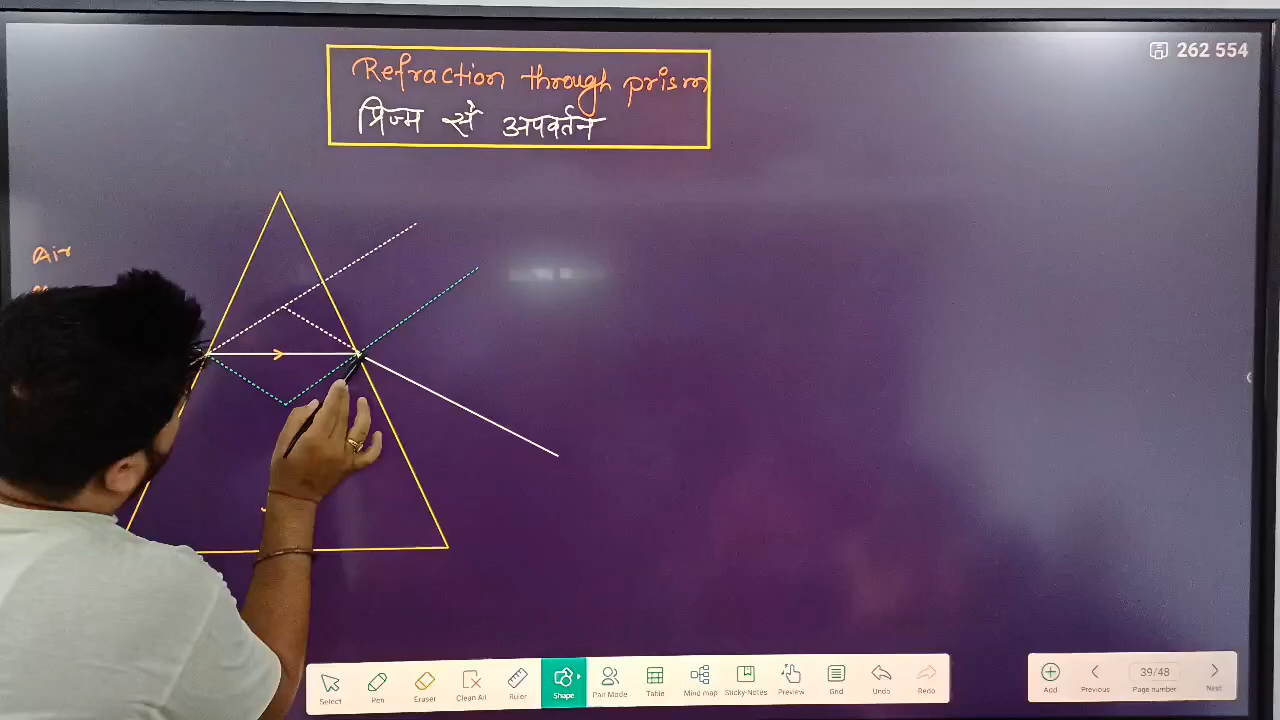 262 554
Refraction through prism
प्रिज्म से अपवर्तन
Air
Select
Pen
Eraser
Clean All
Ruler
Shape
Pair Mode
Table
Mind map
Sticky-Notes
Preview
Grid
Undo
Redo
Add
Previous
39/48
Page number
Next